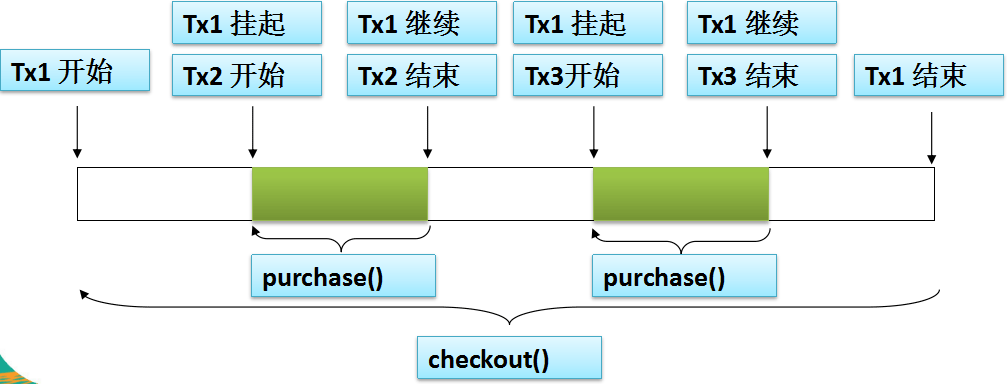 Tx1 挂起
Tx1 继续
Tx1 挂起
Tx1 继续
Tx1 开始
Tx2 开始
Tx2 结束
Tx3开始
Tx3 结束
Tx1 结束
purchase()
purchase()
checkout()